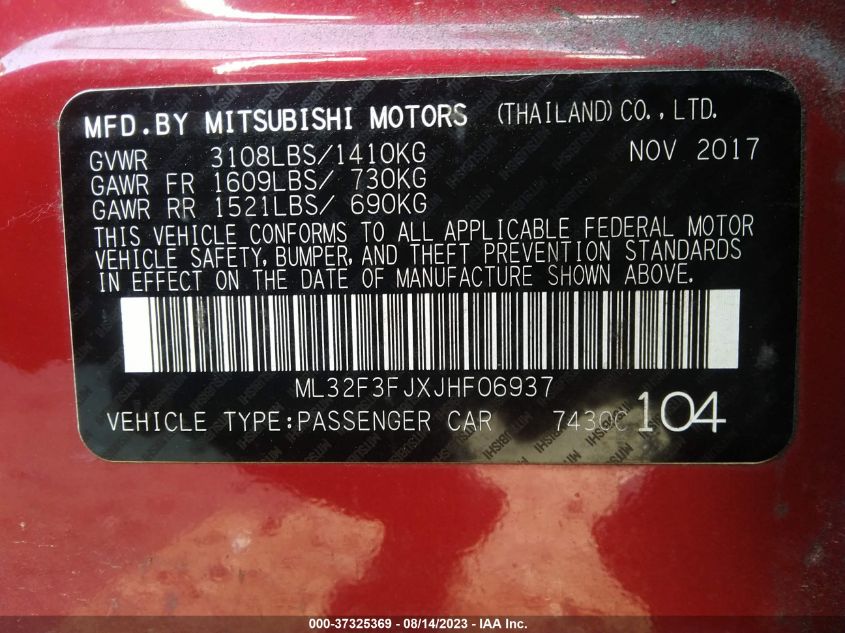 MFD.BY MITSUBISHI MOTORS (THAILAND) CO., LTD.
GVWR 3108LBS/1410KG NOV 2017
GAWR FR 1609LBS/ 730KG
GAWR RR 1521LBS/ 690KG
THIS VEHICLE CONFORMS TO ALL APPLICABLE FEDERAL MOTOR
VEHICLE SAFETY, BUMPER, AND THEFT PREVENTION STANDARDS
IN EFFECT ON THE DATE OF MANUFACTURE SHOWN ABOVE.
ML32F3FJXJHF06937
VEHICLE TYPE:PASSENGER CAR 104
000-37325369 - 08/14/2023 - IAA Inc.